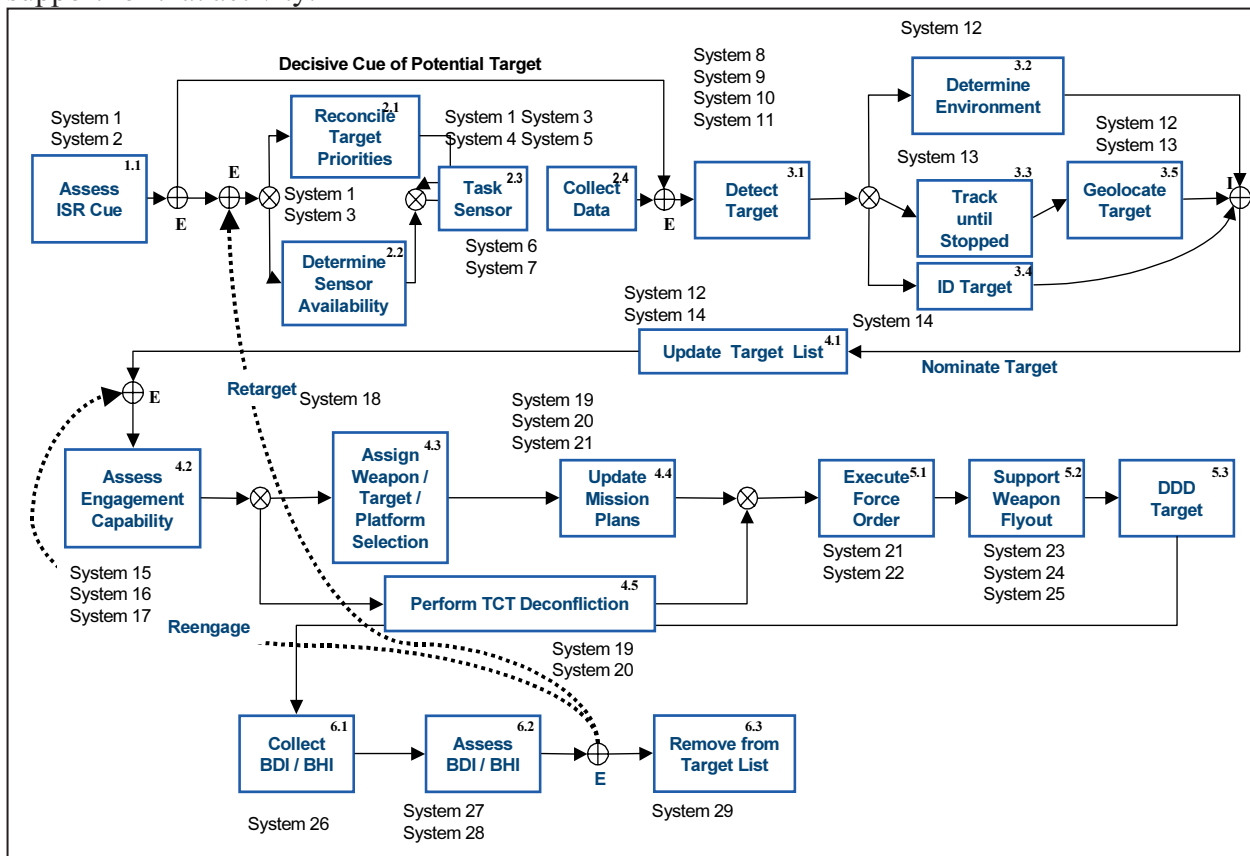 System 12
Decisive Cue of Potential Target
System 8
System 9
System 10
System 11
3.2
Determine
Environment
System 1
System 2
2.1
Reconcile
Target
Priorities
System 1 System 3
System 4 System 5
System 12
System 13
System 13
1.1
Assess
ISR Cue
E
E
System 1
System 3
2.3
Task
Sensor
2.4
Collect
Data
E
3.1
Detect
Target
3.3
Track
until
Stopped
3.5
Geolocate
Target
I
2.2
Determine
Sensor
Availability
System 6
System 7
3.4
ID Target
System 12
System 14
System 14
4.1
Update Target List
Nominate Target
E
Retarget
System 18
System 19
System 20
System 21
4.2
Assess
Engagement
Capability
4.3
Assign
Weapon /
Target /
Platform
Selection
4.4
Update
Mission
Plans
5.1
Execute
Force
Order
5.2
Support
Weapon
Flyout
5.3
DDD
Target
System 15
System 16
System 17
System 21
System 22
System 23
System 24
System 25
4.5
Perform TCT Deconfliction
Reengage
System 19
System 20
6.1
Collect
BDI / BHI
6.2
Assess
BDI / BHI
E
6.3
Remove from
Target List
System 26
System 27
System 28
System 29